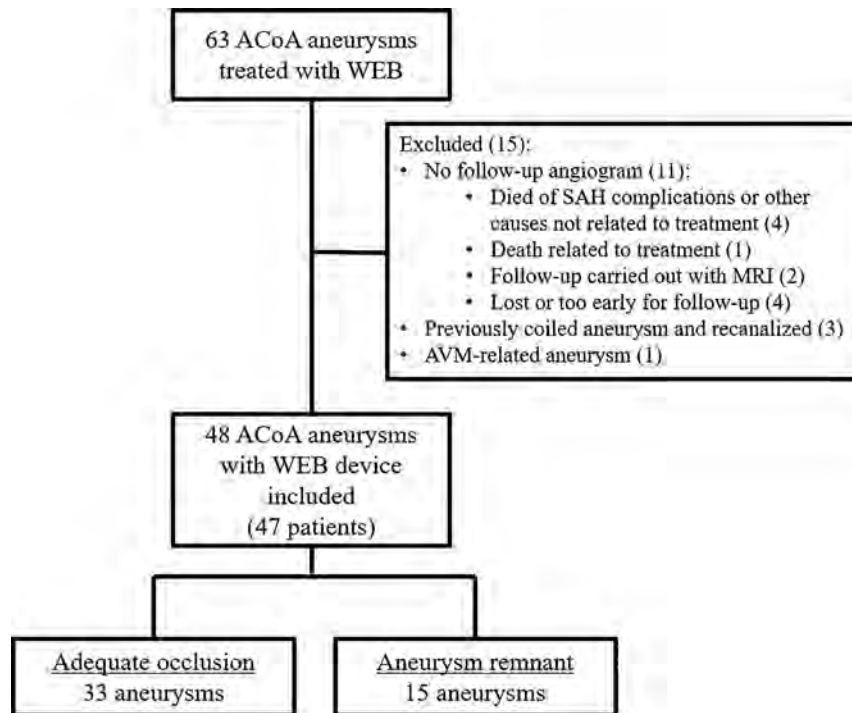 63 ACoA aneurysms
treated with WEB
Excluded (15):
• No follow-up angiogram (11):
• Died of SAH complications or other
causes not related to treatment (4)
• Death related to treatment (1)
• Follow-up carried out with MRI (2)
• Lost or too early for follow-up (4)
• Previously coiled aneurysm and recanalized (3)
• AVM-related aneurysm (1)
48 ACoA aneurysms
with WEB device
included
(47 patients)
Adequate occlusion
33 aneurysms
Aneurysm remnant
15 aneurysms